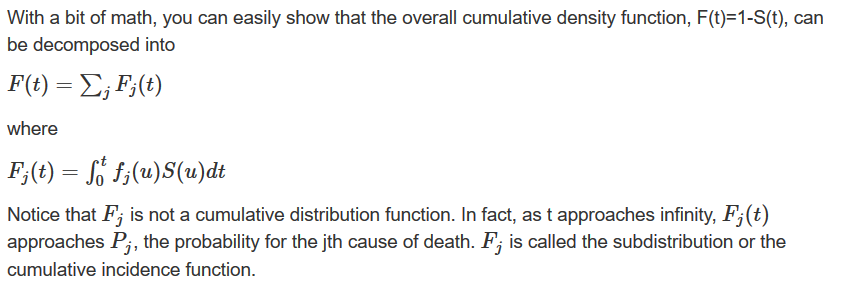 With a bit of math, you can easily show that the overall cumulative density function, F(t)=1-S(t), can
be decomposed into
F(t) = ∑_j F_j(t)
where
F_j(t) = ∫_0^t f_j(u)S(u)dt
Notice that F_j is not a cumulative distribution function. In fact, as t approaches infinity, F_j(t)
approaches P_j, the probability for the jth cause of death. F_j is called the subdistribution or the
cumulative incidence function.